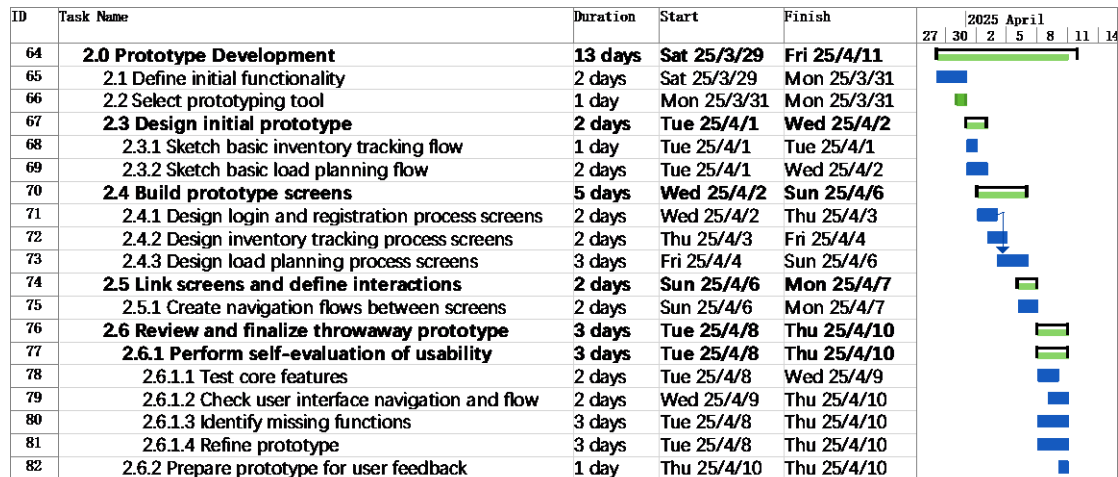 ID Task Name Duration Start Finish 2025 April
27 30 2 5 8 11 14
64 2.0 Prototype Development 13 days Sat 25/3/29 Fri 25/4/11
65 2.1 Define initial functionality 2 days Sat 25/3/29 Mon 25/3/31
66 2.2 Select prototyping tool 1 day Mon 25/3/31 Mon 25/3/31
67 2.3 Design initial prototype 2 days Tue 25/4/1 Wed 25/4/2
68 2.3.1 Sketch basic inventory tracking flow 1 day Tue 25/4/1 Tue 25/4/1
69 2.3.2 Sketch basic load planning flow 2 days Tue 25/4/1 Wed 25/4/2
70 2.4 Build prototype screens 5 days Wed 25/4/2 Sun 25/4/6
71 2.4.1 Design login and registration process screens 2 days Wed 25/4/2 Thu 25/4/3
72 2.4.2 Design inventory tracking process screens 2 days Thu 25/4/3 Fri 25/4/4
73 2.4.3 Design load planning process screens 3 days Fri 25/4/4 Sun 25/4/6
74 2.5 Link screens and define interactions 2 days Sun 25/4/6 Mon 25/4/7
75 2.5.1 Create navigation flows between screens 2 days Sun 25/4/6 Mon 25/4/7
76 2.6 Review and finalize throwaway prototype 3 days Tue 25/4/8 Thu 25/4/10
77 2.6.1 Perform self-evaluation of usability 3 days Tue 25/4/8 Thu 25/4/10
78 2.6.1.1 Test core features 2 days Tue 25/4/8 Wed 25/4/9
79 2.6.1.2 Check user interface navigation and flow 2 days Wed 25/4/9 Thu 25/4/10
80 2.6.1.3 Identify missing functions 3 days Tue 25/4/8 Thu 25/4/10
81 2.6.1.4 Refine prototype 3 days Tue 25/4/8 Thu 25/4/10
82 2.6.2 Prepare prototype for user feedback 1 day Thu 25/4/10 Thu 25/4/10